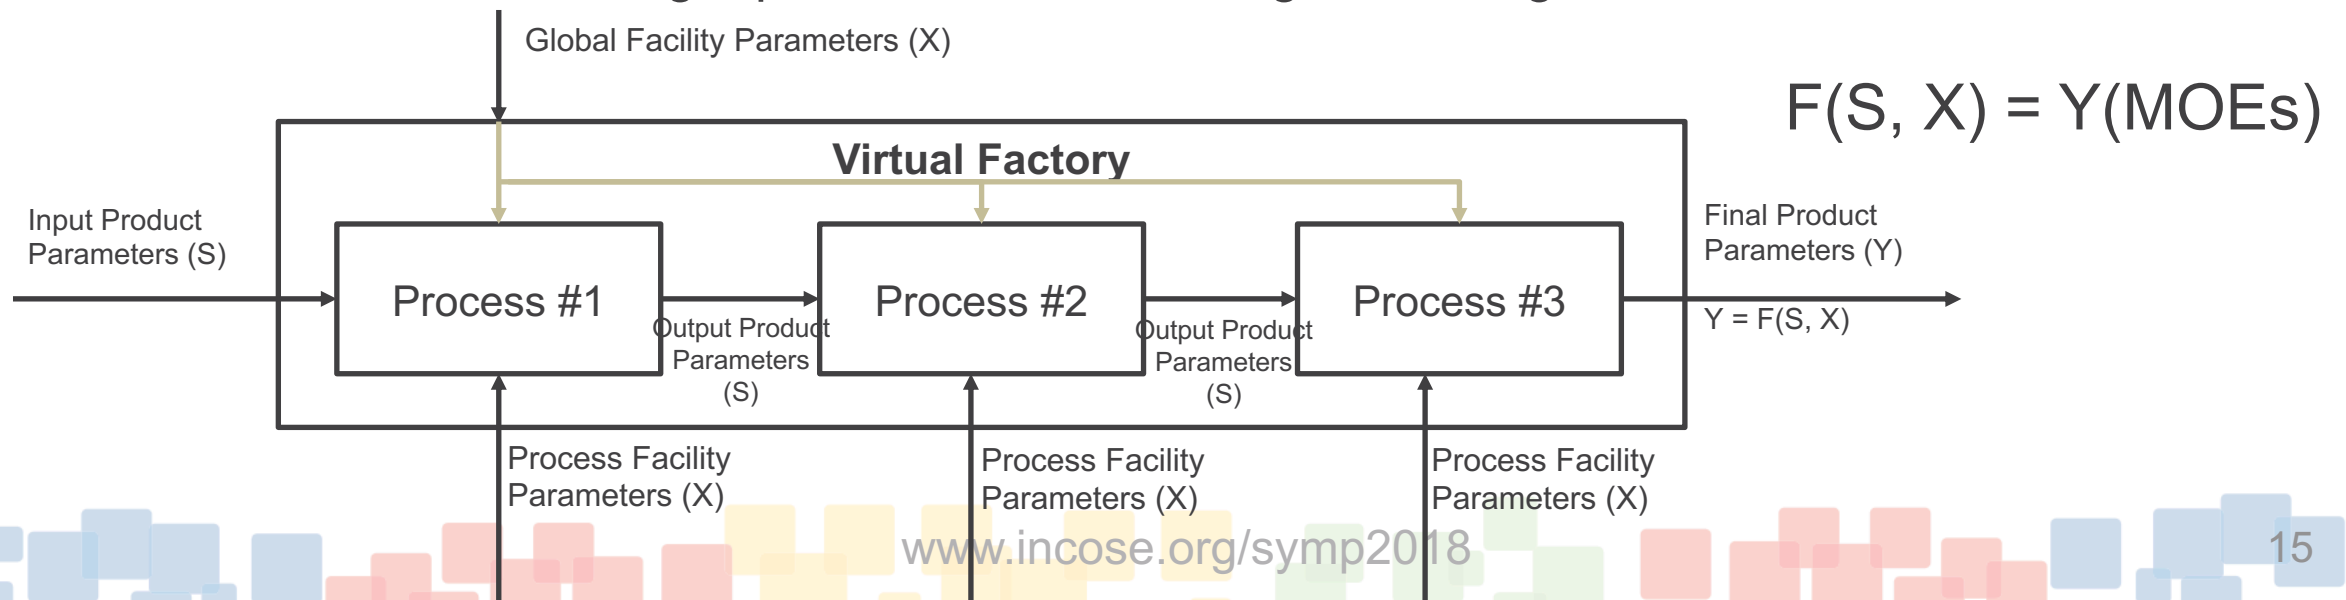 Global Facility Parameters (X)
F(S, X) = Y(MOEs)
Virtual Factory
Input Product
Parameters (S)
Process #1
Output Product
Parameters
(S)
Process #2
Output Product
Parameters
(S)
Process #3
Final Product
Parameters (Y)
Y = F(S, X)
Process Facility
Parameters (X)
Process Facility
Parameters (X)
Process Facility
Parameters (X)
www.incose.org/symp2018
15